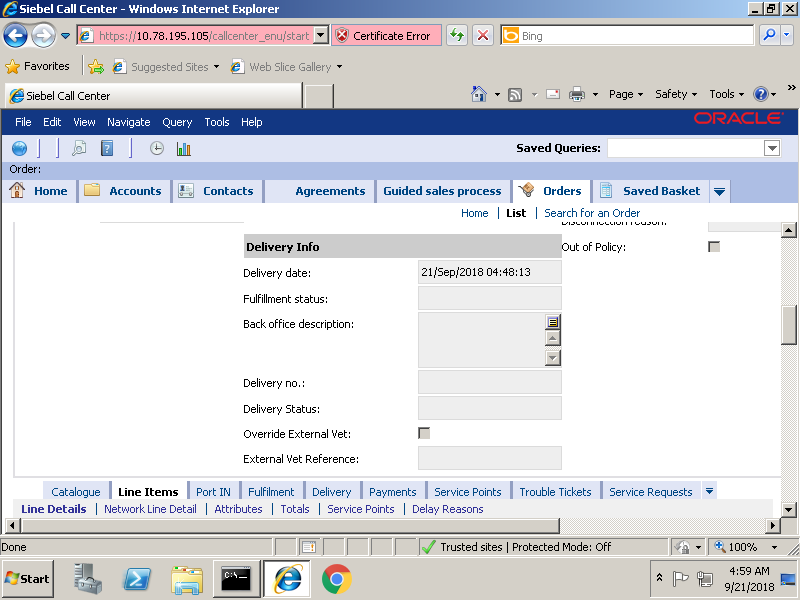 Siebel Call Center - Windows Internet Explorer
https://10.78.195.105/callcenter_enu/start
Certificate Error
Bing
Favorites
Suggested Sites
Web Slice Gallery
Siebel Call Center
Page
Safety
Tools
File Edit View Navigate Query Tools Help
ORACLE
Saved Queries:
Order:
Home Accounts Contacts Agreements Guided sales process Orders Saved Basket
Home | List | Search for an Order
Disconnection reason:
Delivery Info
Out of Policy:
Delivery date: 21/Sep/2018 04:48:13
Fulfillment status:
Back office description:
Delivery no.:
Delivery Status:
Override External Vet:
External Vet Reference:
Catalogue Line Items Port IN Fulfilment Delivery Payments Service Points Trouble Tickets Service Requests
Line Details | Network Line Detail | Attributes | Totals | Service Points | Delay Reasons
Done
Trusted sites | Protected Mode: Off
100%
Start
C:\.
4:59 AM
9/21/2018